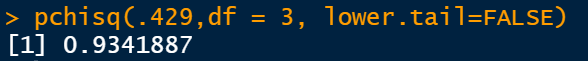 > pchisq(.429,df = 3, lower.tail=FALSE)
[1] 0.9341887